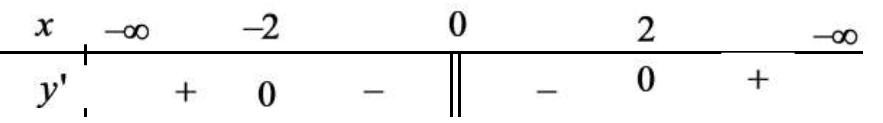 x −∞ −2 0 2 −∞
y' + 0 − − 0 +